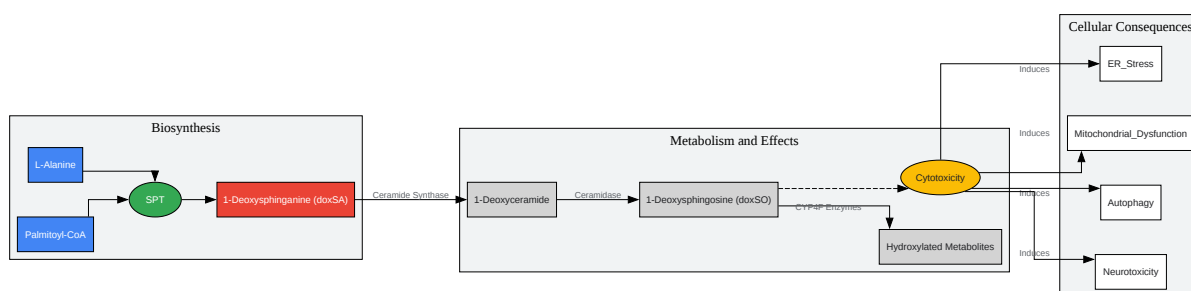 Cellular Consequences
Induces
ER_Stress
Biosynthesis
Metabolism and Effects
Induces
Mitochondrial_Dysfunction
L-Alanine
SPT
1-Deoxysphinganine (doxSA)
Ceramide Synthase
1-Deoxyceramide
Ceramidase
1-Deoxysphingosine (doxSO)
CYP4F Enzymes
Cytotoxicity
Induces
Autophagy
Palmitoyl-CoA
Hydroxylated Metabolites
Induces
Neurotoxicity